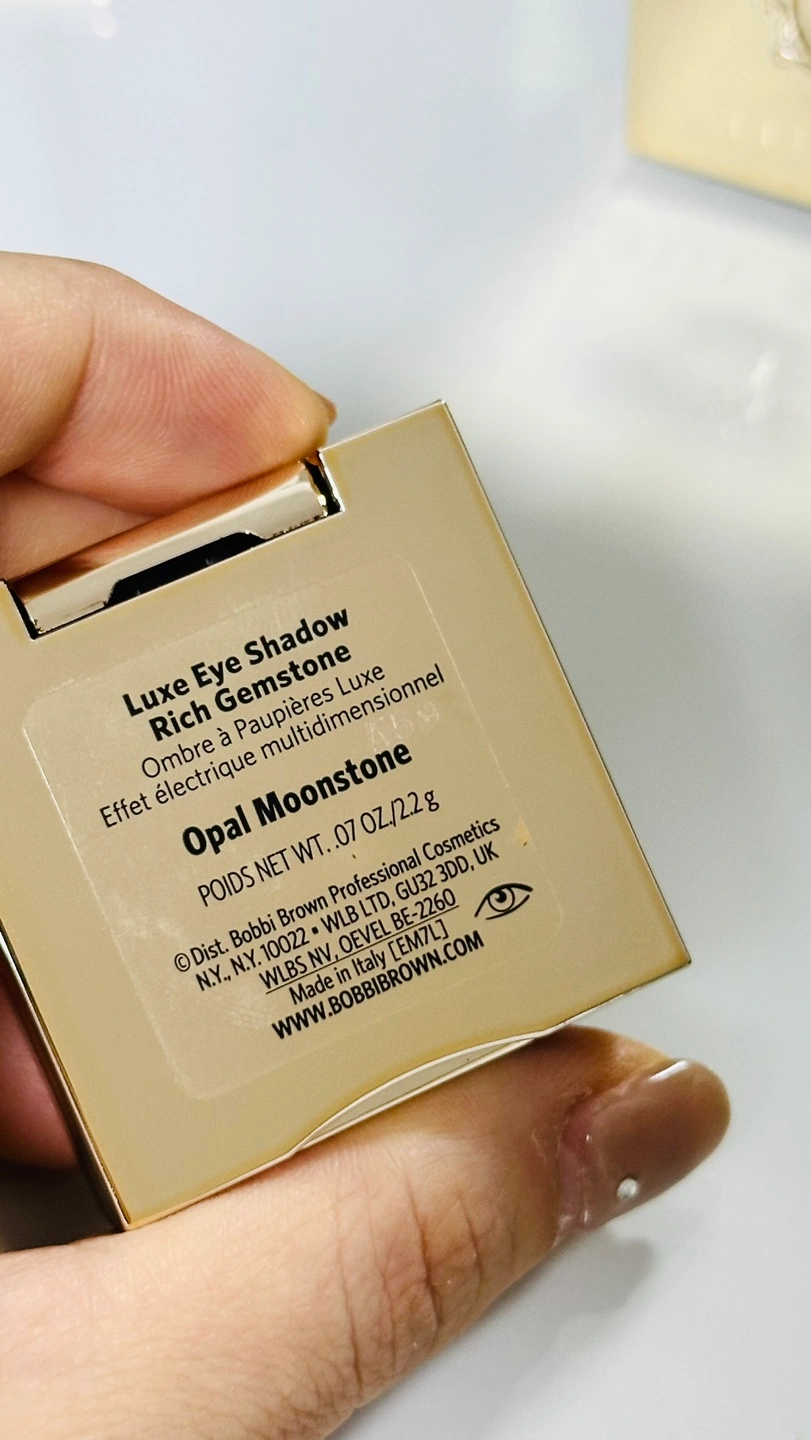 Luxe Eye Shadow
Rich Gemstone
Ombre à Paupières Luxe
Effet électrique multidimensionnel
Opal Moonstone
POIDS NET WT. .07 OZ./2.2 g
©Dist. Bobbi Brown Professional Cosmetics
N.Y., N.Y. 10022 • WLB LTD, GU32 3DD, UK
WLBS NV, OEVEL BE-2260
Made in Italy [EM7L]
WWW.BOBBIBROWN.COM